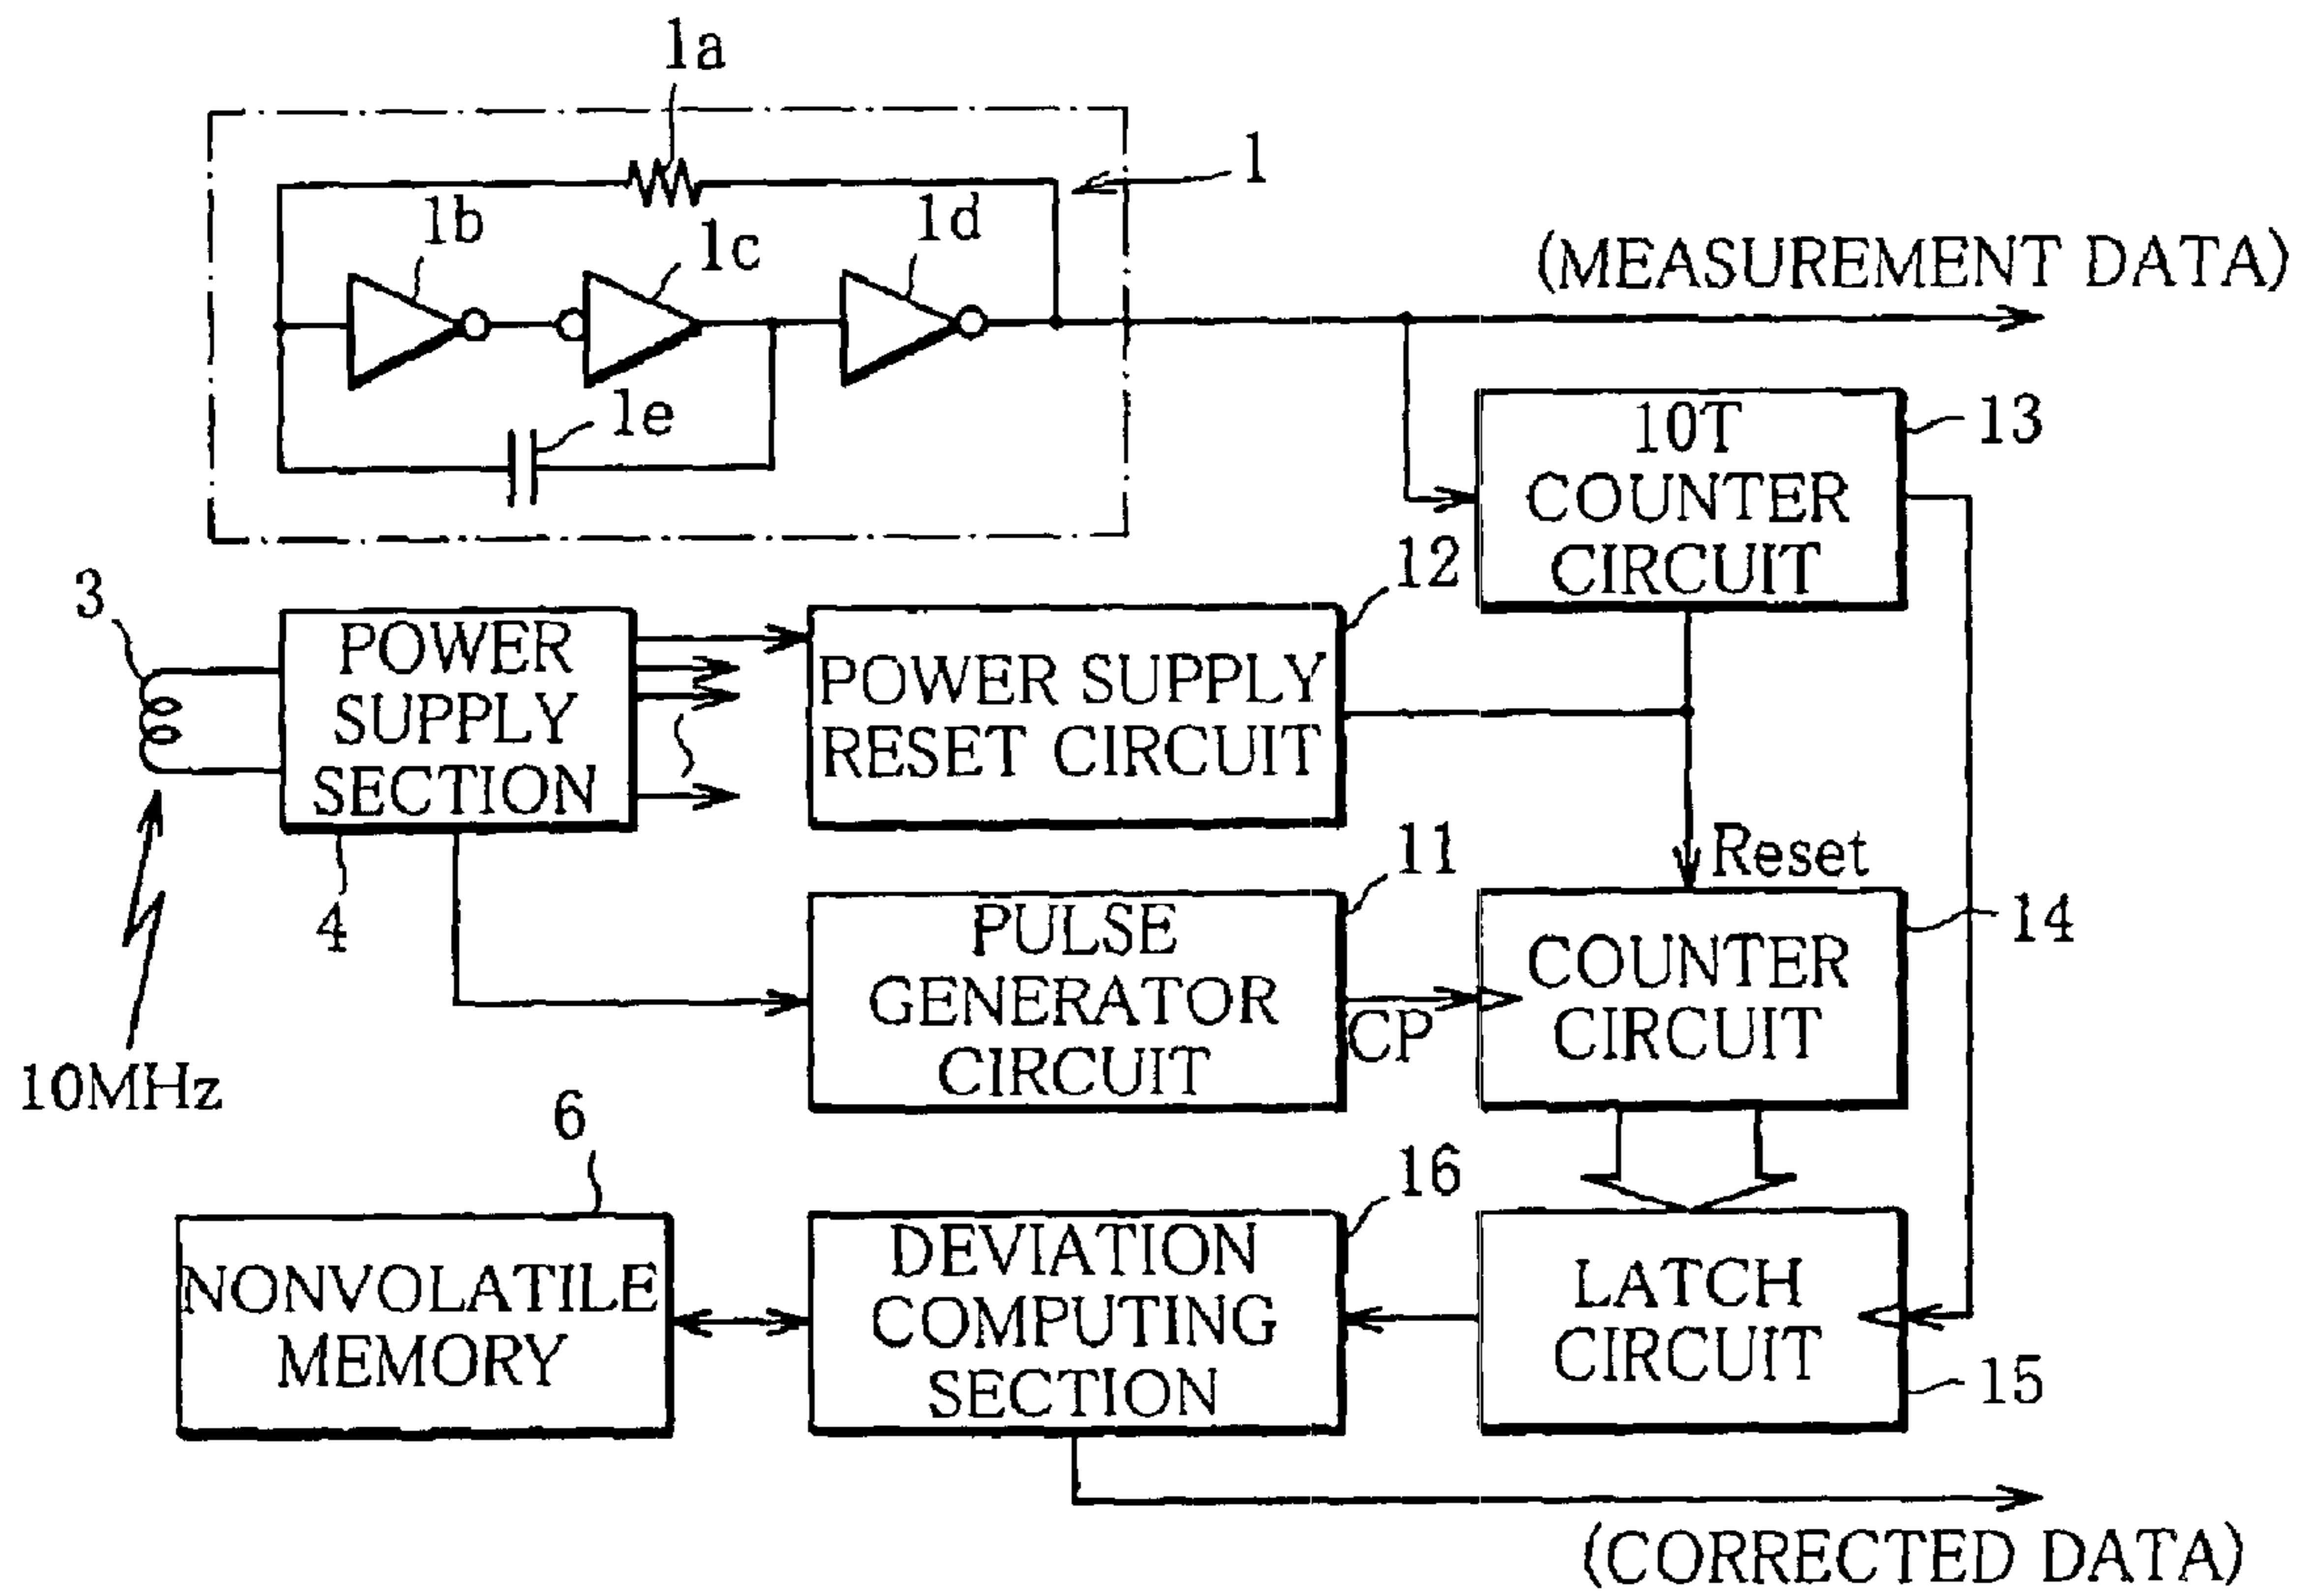 1a
1
1b
1c
1d
(MEASUREMENT DATA)
1e
10T
COUNTER
CIRCUIT
13
12
3
POWER
SUPPLY
SECTION
POWER SUPPLY
RESET CIRCUIT
4
Reset
11
PULSE
GENERATOR
CIRCUIT
CP
COUNTER
CIRCUIT
14
10MHz
6
16
NONVOLATILE
MEMORY
DEVIATION
COMPUTING
SECTION
LATCH
CIRCUIT
15
(CORRECTED DATA)